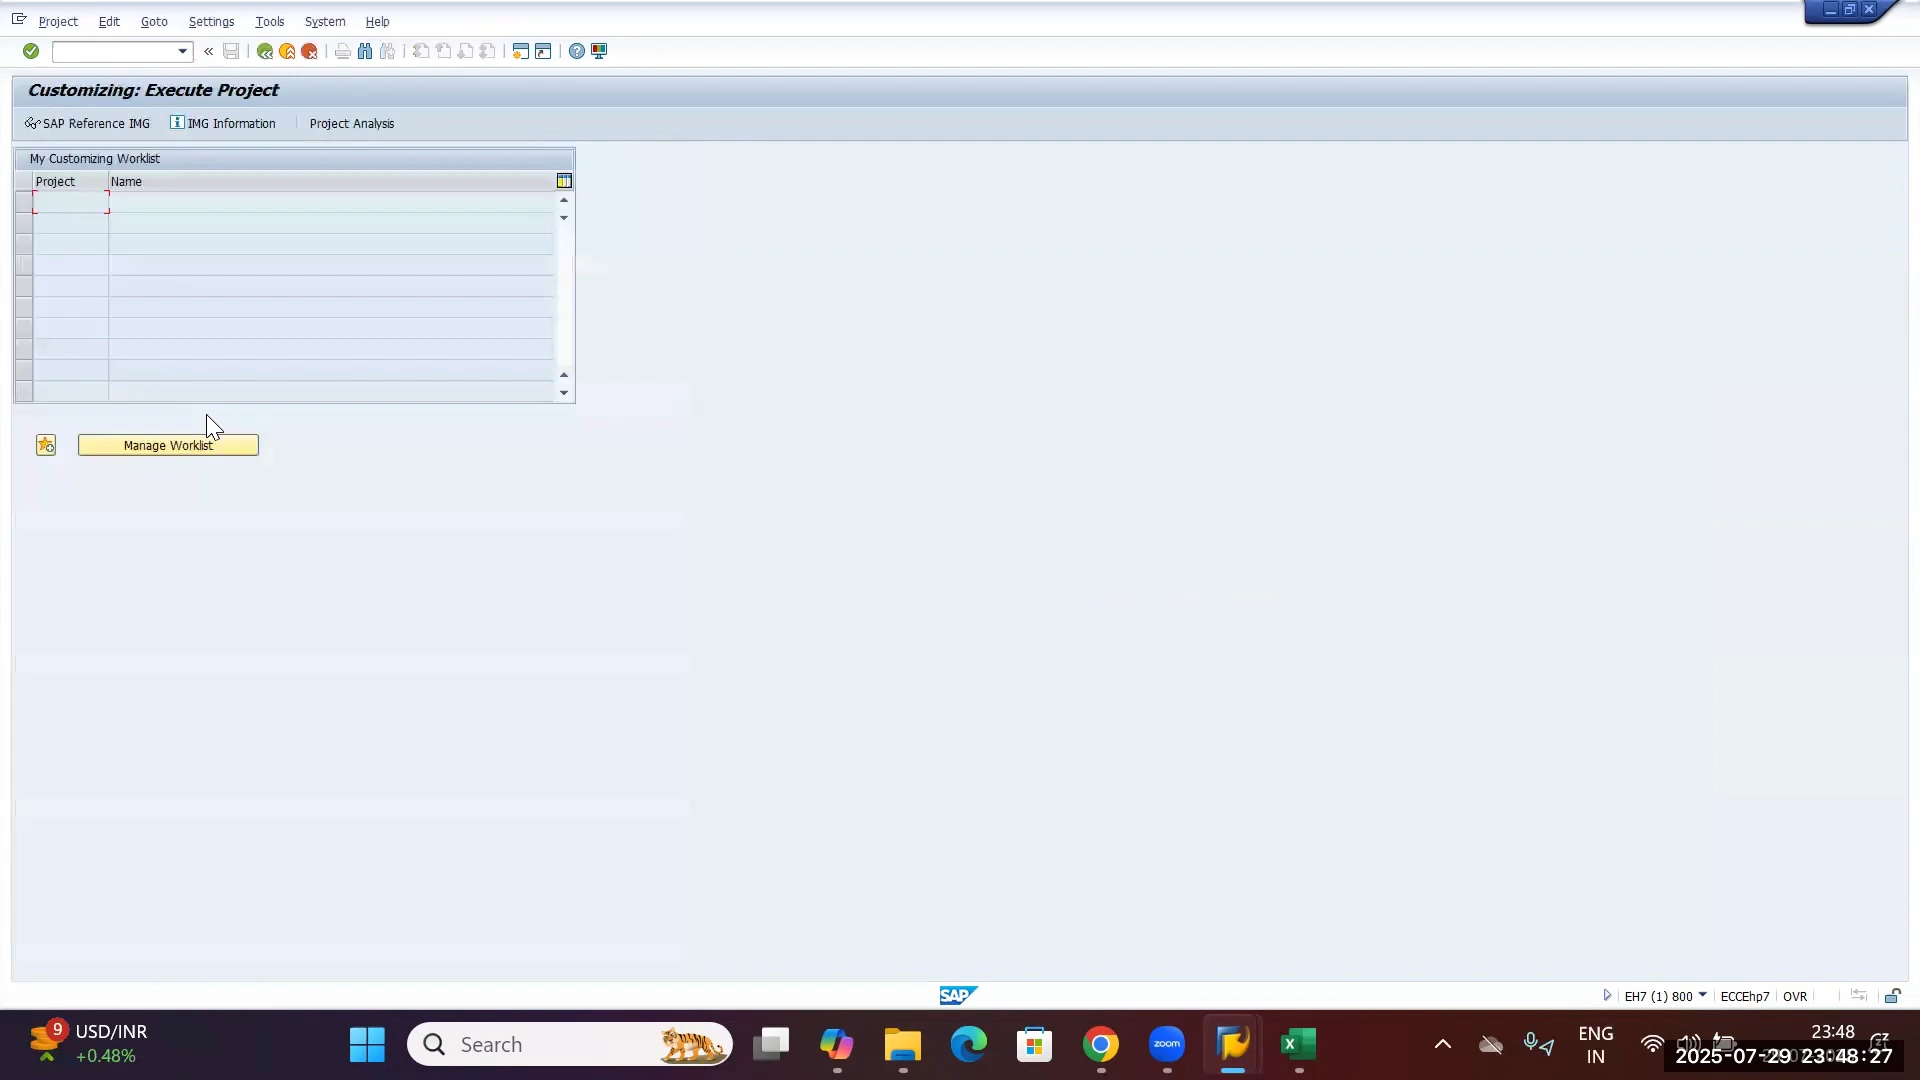 Project Edit Goto Settings Tools System Help
Customizing: Execute Project
SAP Reference IMG IMG Information Project Analysis
My Customizing Worklist
Project Name
Manage Worklist
SAP
EH7 (1) 800 ECCEhp7 OVR
9 USD/INR
+0.48%
Search
zoom
ENG
IN
23:48
2025-07-29 23:48:27